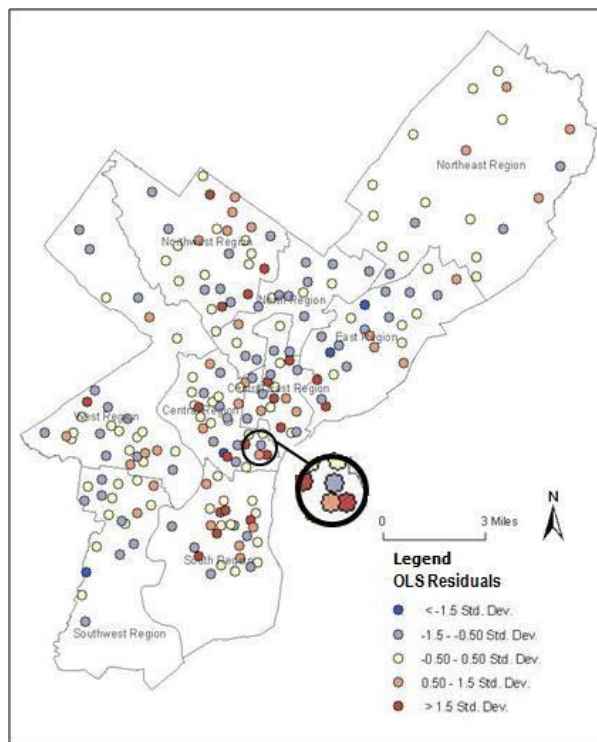 Northeast Region
Northwest Region
North Region
East Region
Central East Region
West Region
Central Region
N
0
3 Miles
South Region
Southwest Region
Legend
OLS Residuals
< -1.5 Std. Dev.
-1.5 - -0.50 Std. Dev.
-0.50 - 0.50 Std. Dev.
0.50 - 1.5 Std. Dev.
> 1.5 Std. Dev.